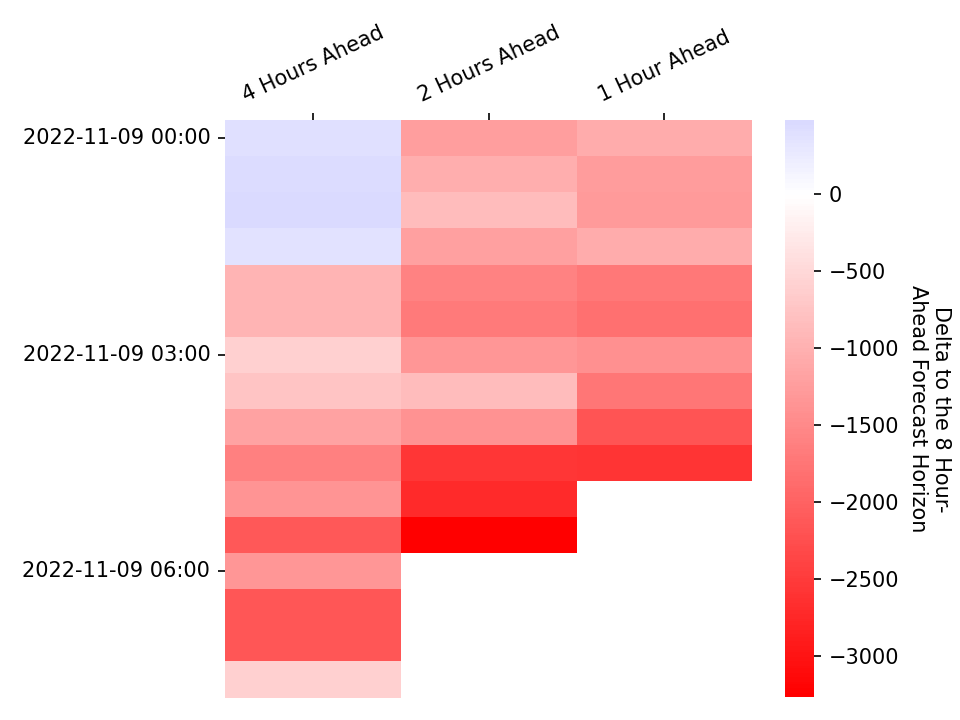 4 Hours Ahead
2 Hours Ahead
1 Hour Ahead
2022-11-09 00:00
2022-11-09 03:00
2022-11-09 06:00
0
−500
−1000
−1500
−2000
−2500
−3000
Delta to the 8 Hour-
Ahead Forecast Horizon